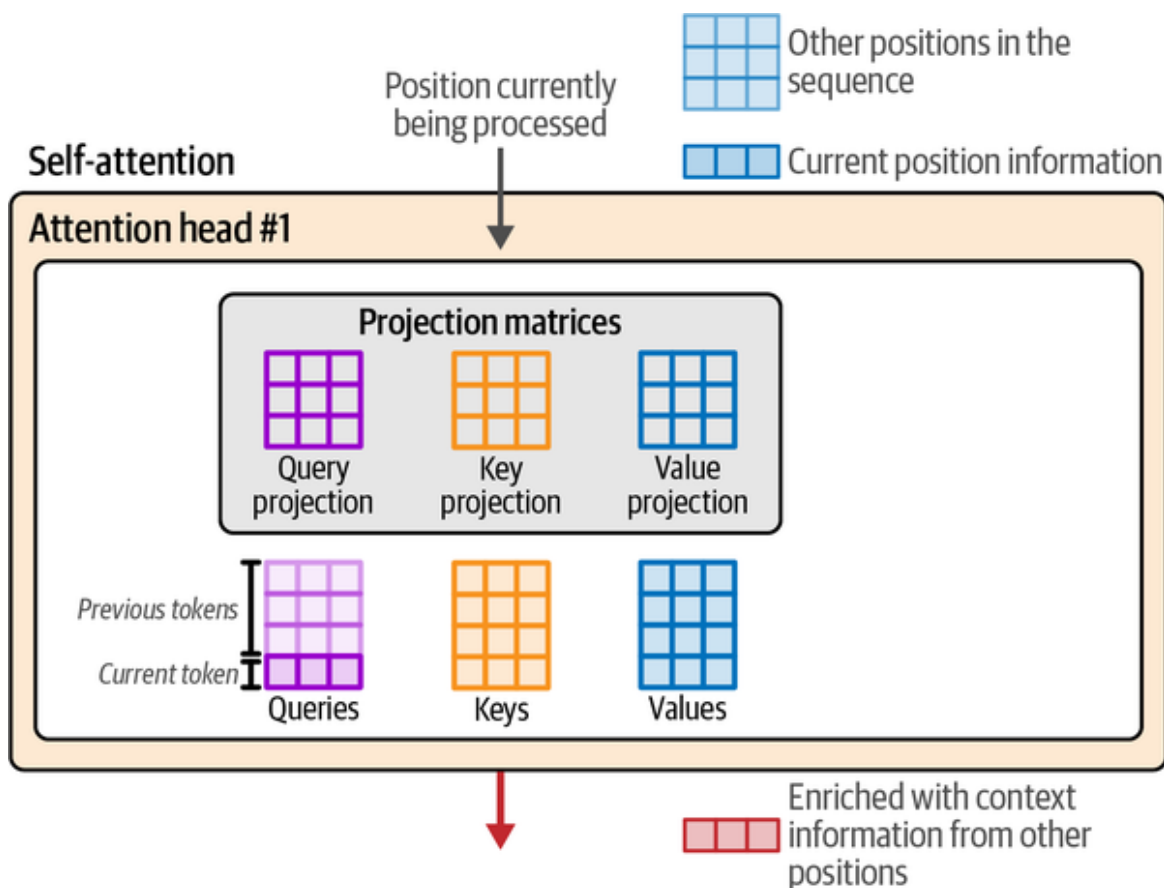 Other positions in the
sequence
Position currently
being processed
Current position information
Self-attention
Attention head #1
Projection matrices
Query
projection
Key
projection
Value
projection
Previous tokens
Current token
Queries
Keys
Values
Enriched with context
information from other
positions